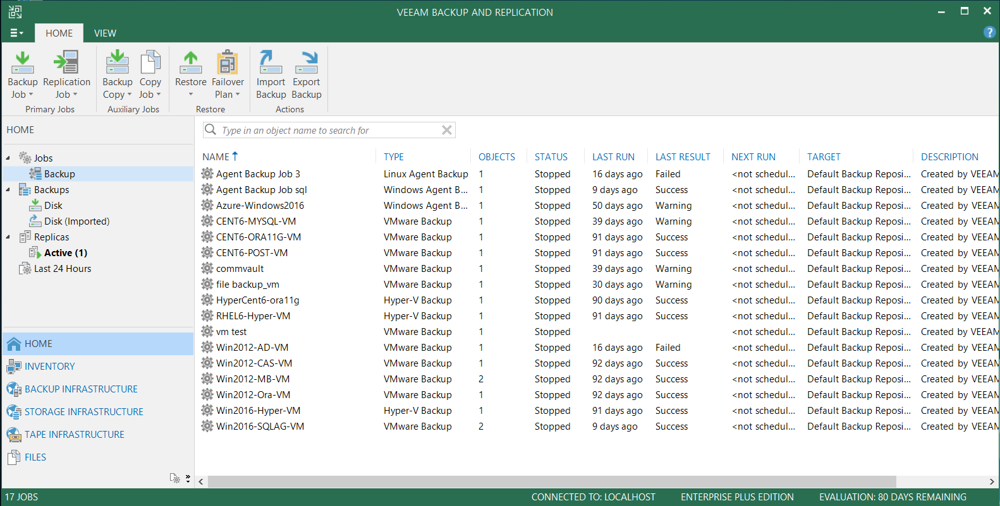 VEEAM BACKUP AND REPLICATION
HOME VIEW
?
Backup Job Replication Job Backup Copy Copy Job Restore Failover Plan Import Backup Export Backup
Primary Jobs Auxiliary Jobs Restore Actions
HOME
Jobs
Backup
Backups
Disk
Disk (Imported)
Replicas
Active (1)
Last 24 Hours
HOME
INVENTORY
BACKUP INFRASTRUCTURE
STORAGE INFRASTRUCTURE
TAPE INFRASTRUCTURE
FILES
Type in an object name to search for
NAME TYPE OBJECTS STATUS LAST RUN LAST RESULT NEXT RUN TARGET DESCRIPTION
Agent Backup Job 3 Linux Agent Backup 1 Stopped 16 days ago Failed <not schedul... Default Backup Reposi... Created by VEEAM
Agent Backup Job sql Windows Agent B... 1 Stopped 9 days ago Success <not schedul... Default Backup Reposi... Created by VEEAM
Azure-Windows2016 Windows Agent B... 1 Stopped 50 days ago Warning <not schedul... Default Backup Reposi... Created by VEEAM
CENT6-MYSQL-VM VMware Backup 1 Stopped 39 days ago Warning <not schedul... Default Backup Reposi... Created by VEEAM
CENT6-ORA11G-VM VMware Backup 1 Stopped 91 days ago Success <not schedul... Default Backup Reposi... Created by VEEAM
CENT6-POST-VM VMware Backup 1 Stopped 91 days ago Success <not schedul... Default Backup Reposi... Created by VEEAM
commvault VMware Backup 1 Stopped 39 days ago Warning <not schedul... Default Backup Reposi... Created by VEEAM
file backup_vm VMware Backup 1 Stopped 30 days ago Warning <not schedul... Default Backup Reposi... Created by VEEAM
HyperCent6-ora11g Hyper-V Backup 1 Stopped 90 days ago Success <not schedul... Default Backup Reposi... Created by VEEAM
RHEL6-Hyper-VM Hyper-V Backup 1 Stopped 91 days ago Success <not schedul... Default Backup Reposi... Created by VEEAM
vm test VMware Backup 1 Stopped <not schedul... Default Backup Reposi... Created by VEEAM
Win2012-AD-VM VMware Backup 1 Stopped 16 days ago Failed <not schedul... Default Backup Reposi... Created by VEEAM
Win2012-CAS-VM VMware Backup 1 Stopped 92 days ago Success <not schedul... Default Backup Reposi... Created by VEEAM
Win2012-MB-VM VMware Backup 2 Stopped 92 days ago Success <not schedul... Default Backup Reposi... Created by VEEAM
Win2012-Ora-VM VMware Backup 1 Stopped 92 days ago Success <not schedul... Default Backup Reposi... Created by VEEAM
Win2016-Hyper-VM Hyper-V Backup 1 Stopped 91 days ago Success <not schedul... Default Backup Reposi... Created by VEEAM
Win2016-SQLAG-VM VMware Backup 2 Stopped 9 days ago Success <not schedul... Default Backup Reposi... Created by VEEAM
17 JOBS CONNECTED TO: LOCALHOST ENTERPRISE PLUS EDITION EVALUATION: 80 DAYS REMAINING